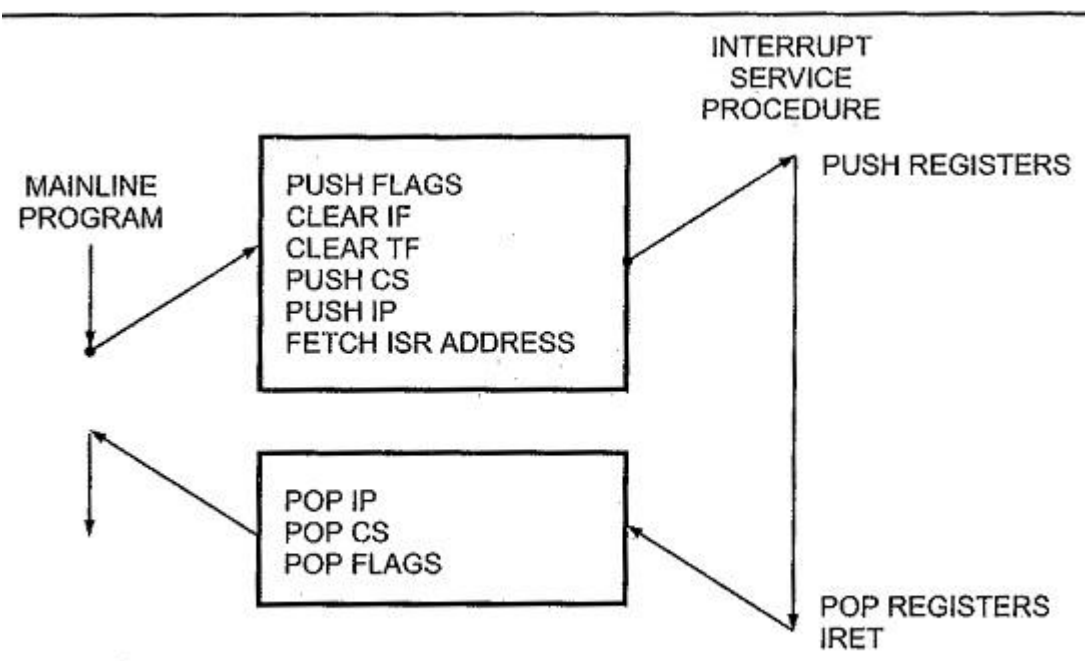 INTERRUPT
SERVICE
PROCEDURE
MAINLINE
PROGRAM
PUSH FLAGS
CLEAR IF
CLEAR TF
PUSH CS
PUSH IP
FETCH ISR ADDRESS
PUSH REGISTERS
POP IP
POP CS
POP FLAGS
POP REGISTERS
IRET